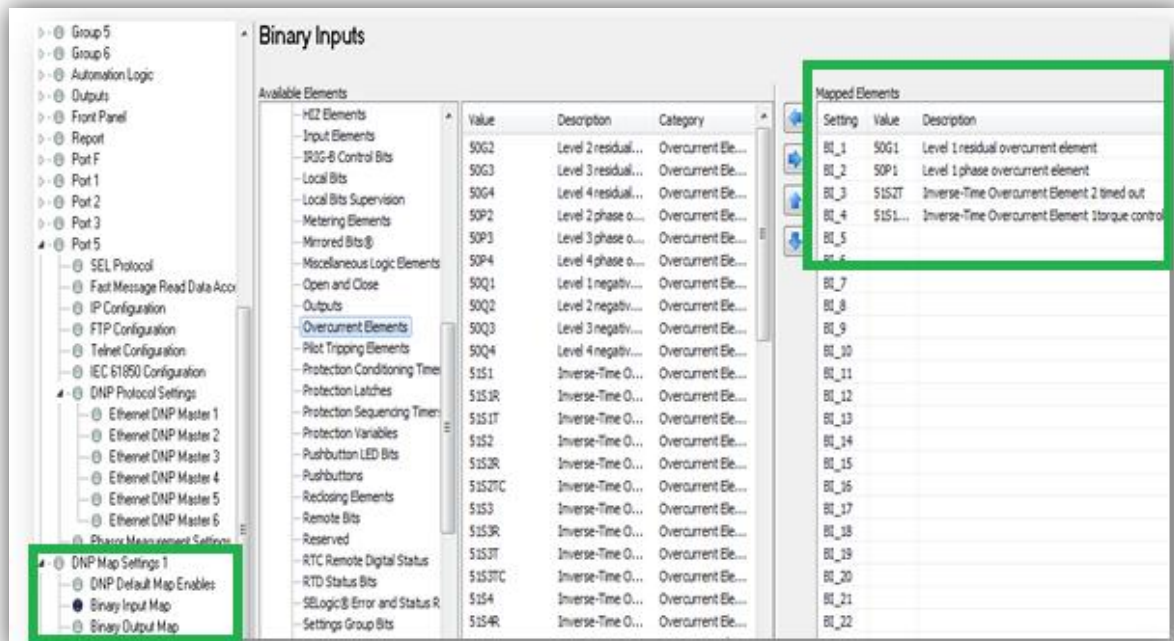 Group 5
Group 6
Automation Logic
Outputs
Front Panel
Report
Port F
Port 1
Port 2
Port 3
Port 5
SEL Protocol
Fast Message Read Data Acce
IP Configuration
FTP Configuration
Telnet Configuration
IEC 61850 Configuration
DNP Protocol Settings
Ethernet DNP Master 1
Ethernet DNP Master 2
Ethernet DNP Master 3
Ethernet DNP Master 4
Ethernet DNP Master 5
Ethernet DNP Master 6
Phasor Measurement Settings
DNP Map Settings 1
DNP Default Map Enables
Binary Input Map
Binary Output Map
Binary Inputs
Available Elements
HIZ Elements
Input Elements
IRIG-B Control Bits
Local Bits
Local Bits Supervision
Metering Elements
Mirrored Bits®
Miscellaneous Logic Elements
Open and Close
Outputs
Overcurrent Elements
Pilot Tripping Elements
Protection Conditioning Timer
Protection Latches
Protection Sequencing Timers
Protection Variables
Pushbutton LED Bits
Pushbuttons
Reclosing Elements
Remote Bits
Reserved
RTC Remote Digital Status
RTD Status Bits
SELogic® Error and Status R
Settings Group Bits
Value Description Category
50G2 Level 2 residual... Overcurrent Ele...
50G3 Level 3 residual... Overcurrent Ele...
50G4 Level 4 residual... Overcurrent Ele...
50P2 Level 2 phase o... Overcurrent Ele...
50P3 Level 3 phase o... Overcurrent Ele...
50P4 Level 4 phase o... Overcurrent Ele...
50Q1 Level 1 negativ... Overcurrent Ele...
50Q2 Level 2 negativ... Overcurrent Ele...
50Q3 Level 3 negativ... Overcurrent Ele...
50Q4 Level 4 negativ... Overcurrent Ele...
51S1 Inverse-Time O... Overcurrent Ele...
51S1R Inverse-Time O... Overcurrent Ele...
51S1T Inverse-Time O... Overcurrent Ele...
51S2 Inverse-Time O... Overcurrent Ele...
51S2R Inverse-Time O... Overcurrent Ele...
51S2TC Inverse-Time O... Overcurrent Ele...
51S3 Inverse-Time O... Overcurrent Ele...
51S3R Inverse-Time O... Overcurrent Ele...
51S3T Inverse-Time O... Overcurrent Ele...
51S3TC Inverse-Time O... Overcurrent Ele...
51S4 Inverse-Time O... Overcurrent Ele...
51S4R Inverse-Time O... Overcurrent Ele...
Mapped Elements
Setting Value Description
BI_1 50G1 Level 1 residual overcurrent element
BI_2 50P1 Level 1 phase overcurrent element
BI_3 51S2T Inverse-Time Overcurrent Element 2 timed out
BI_4 51S1... Inverse-Time Overcurrent Element 1torque control
BI_5
BI_6
BI_7
BI_8
BI_9
BI_10
BI_11
BI_12
BI_13
BI_14
BI_15
BI_16
BI_17
BI_18
BI_19
BI_20
BI_21
BI_22